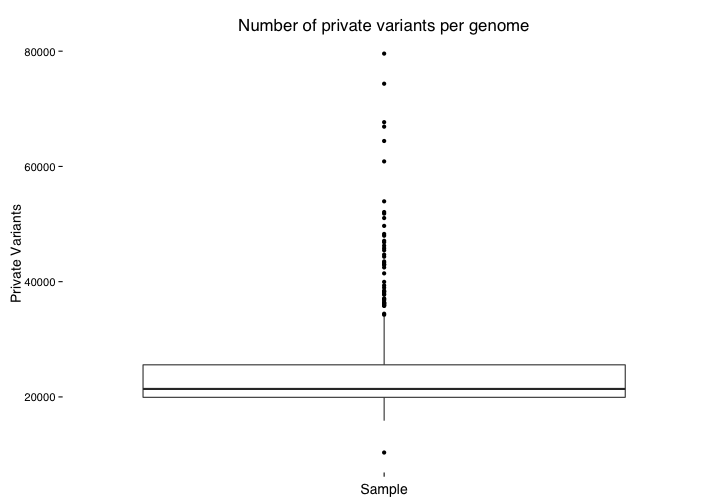 Number of private variants per genome
80000
60000
40000
20000
Private Variants
Sample